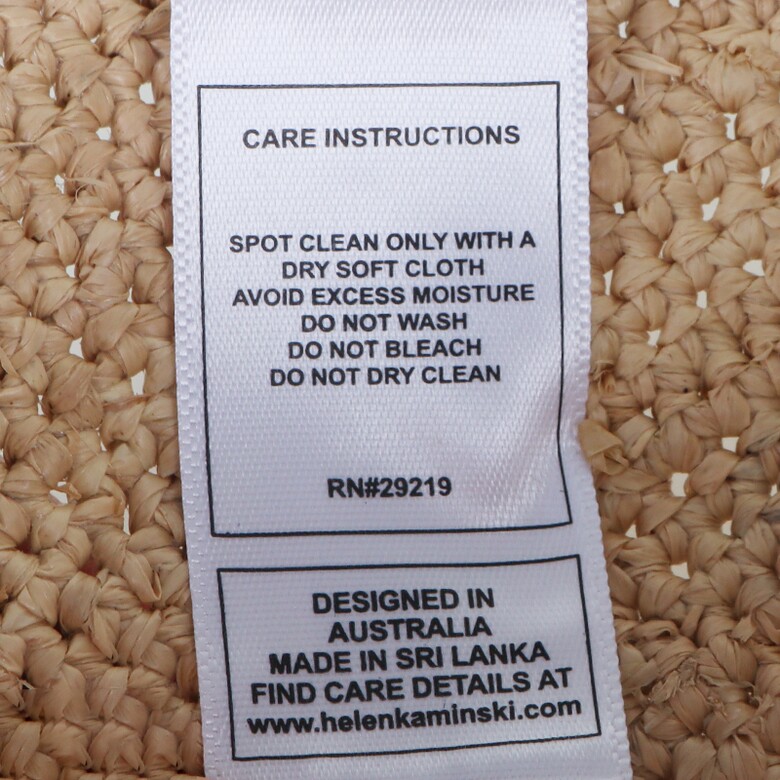 CARE INSTRUCTIONS
SPOT CLEAN ONLY WITH A
DRY SOFT CLOTH
AVOID EXCESS MOISTURE
DO NOT WASH
DO NOT BLEACH
DO NOT DRY CLEAN
RN#29219
DESIGNED IN
AUSTRALIA
MADE IN SRI LANKA
FIND CARE DETAILS AT
www.helenkaminski.com